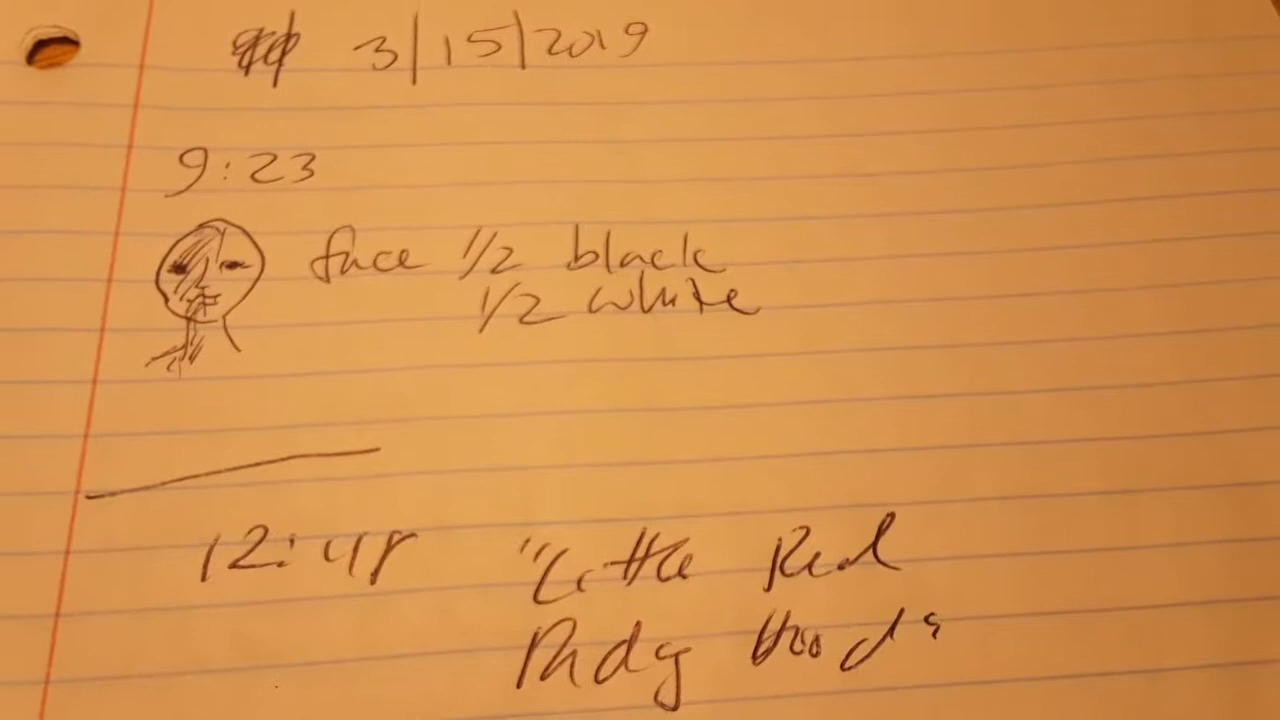 3/15/2019
9:23
face 1/2 black
1/2 white
12:48 "Little Red
Ridg Hood"